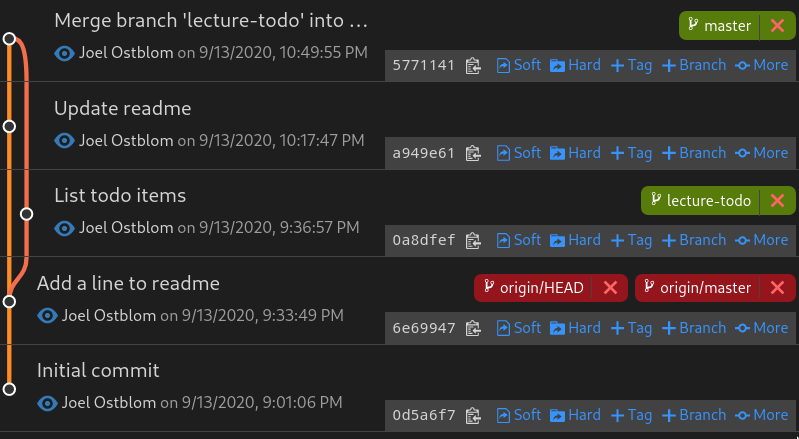 Merge branch 'lecture-todo' into ...
master
Joel Ostblom on 9/13/2020, 10:49:55 PM
5771141 Soft Hard Tag Branch More
Update readme
Joel Ostblom on 9/13/2020, 10:17:47 PM
a949e61 Soft Hard Tag Branch More
List todo items
lecture-todo
Joel Ostblom on 9/13/2020, 9:36:57 PM
0a8dfef Soft Hard Tag Branch More
Add a line to readme
origin/HEAD origin/master
Joel Ostblom on 9/13/2020, 9:33:49 PM
6e69947 Soft Hard Tag Branch More
Initial commit
Joel Ostblom on 9/13/2020, 9:01:06 PM
0d5a6f7 Soft Hard Tag Branch More